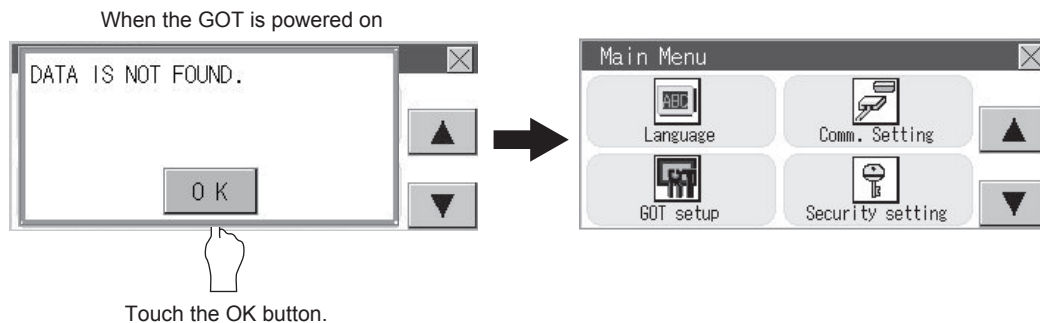 When the GOT is powered on
DATA IS NOT FOUND.
O K
Touch the OK button.
Main Menu
ABC
Language
Comm. Setting
GOT setup
Security setting